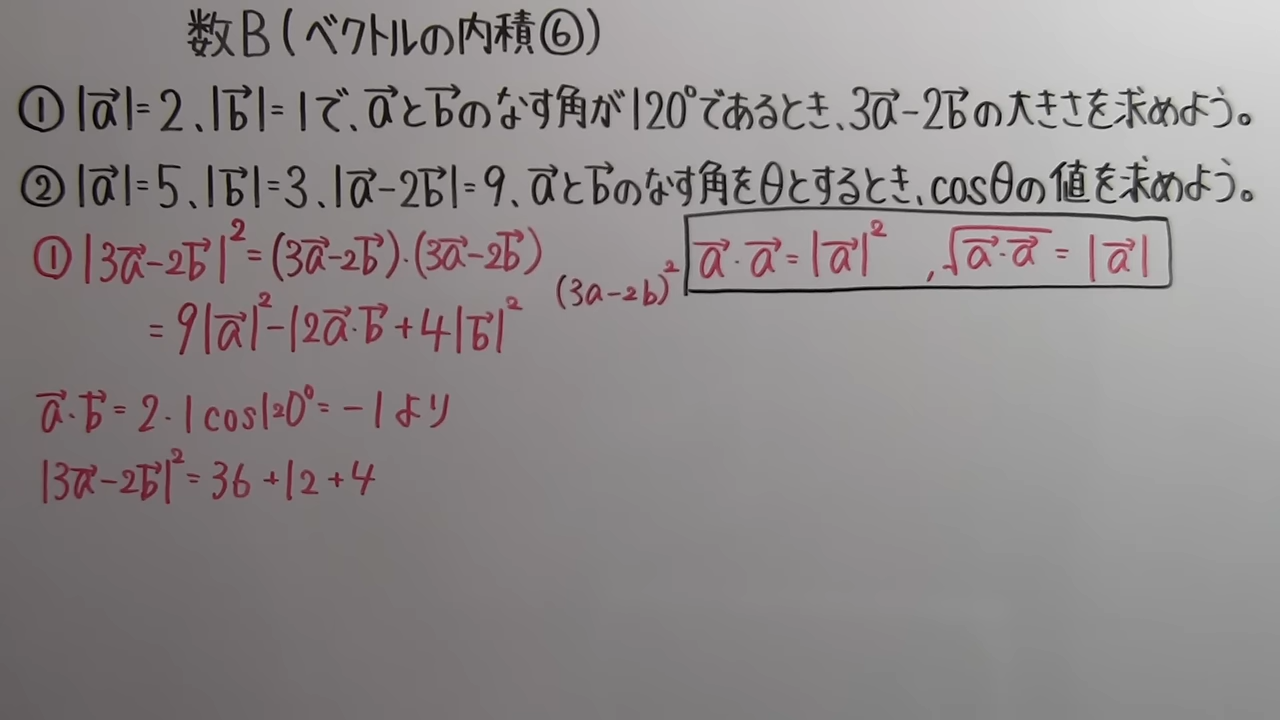 数B(ベクトルの内積⑥)
①|a→|=2、|b→|=1で、a→とb→のなす角が120°であるとき、3a→-2b→の大きさを求めよう。
②|a→|=5、|b→|=3、|a→-2b→|=9、a→とb→のなす角をθとするとき、cosθの値を求めよう。
①|3a→-2b→|²=(3a→-2b→)·(3a→-2b→)
(3a-2b)²
a→·a→=|a→|², √(a→·a→)=|a→|
=9|a→|²-12a→·b→+4|b→|²
a→·b→=2·1cos120°=-1より
|3a→-2b→|²=36+12+4